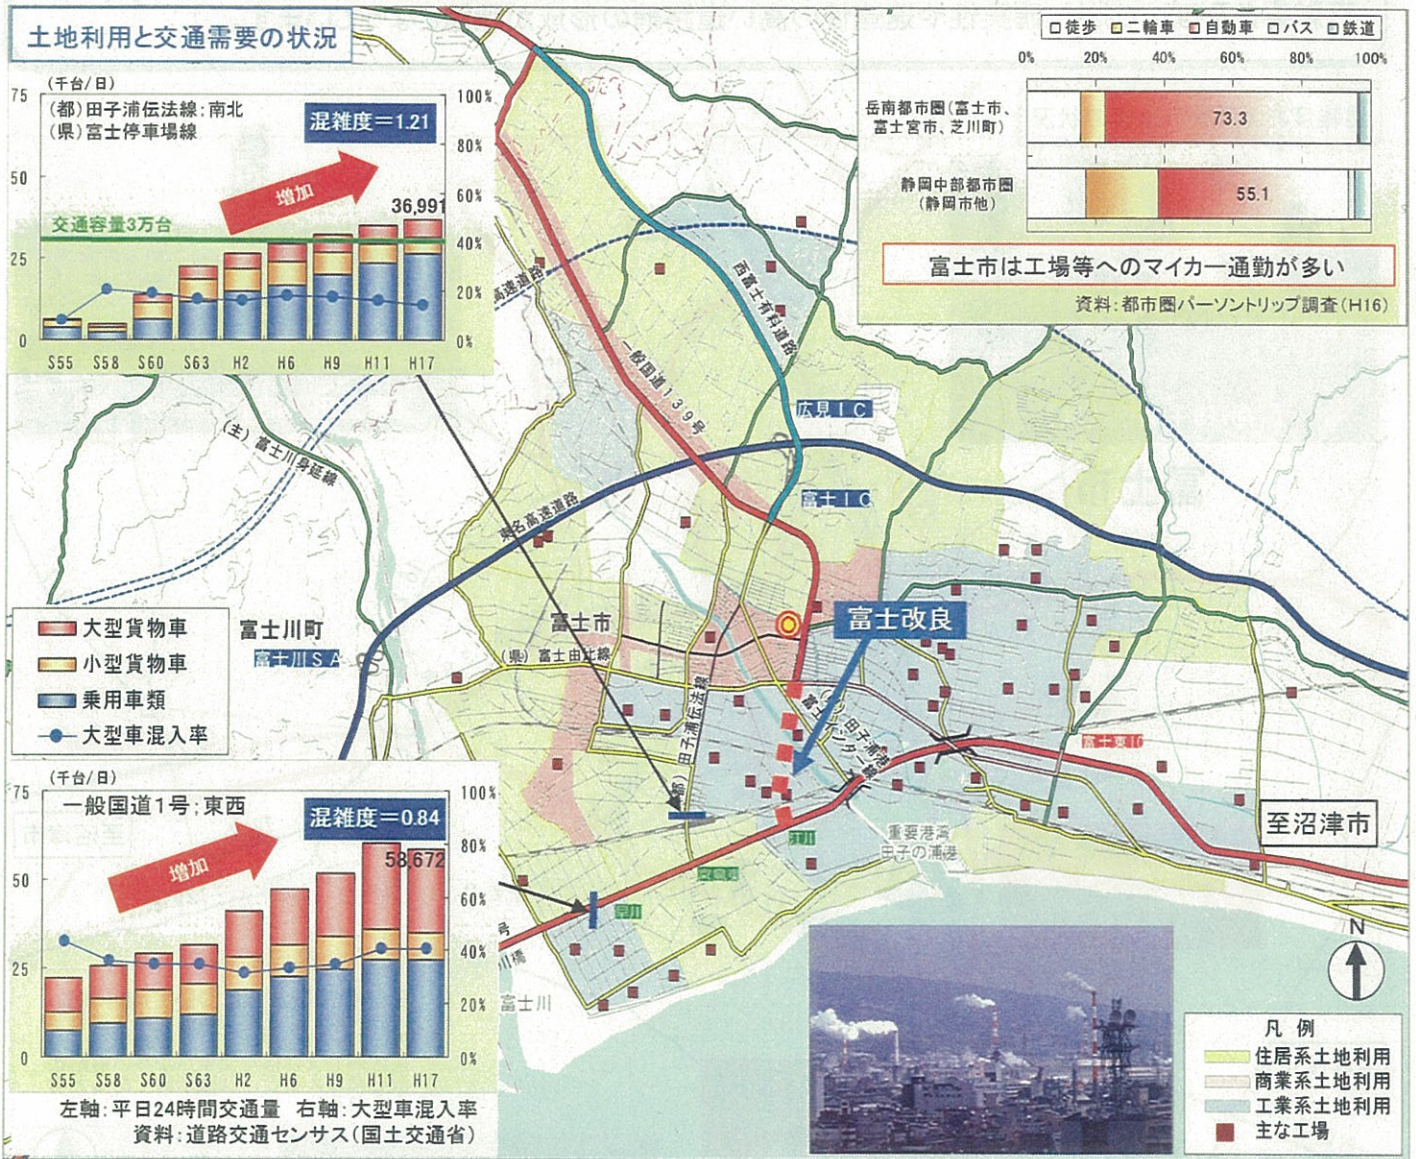 土地利用と交通需要の状況
(千台/日)
(都)田子浦伝法線:南北
(県)富士停車場線
混雑度=1.21
増加
36,991
交通容量3万台
75
50
25
0
100%
80%
60%
40%
20%
0%
S55 S58 S60 S63 H2 H6 H9 H11 H17
□徒歩 □二輪車 □自動車 □バス □鉄道
0% 20% 40% 60% 80% 100%
岳南都市圏(富士市、
富士宮市、芝川町)
73.3
静岡中部都市圏
(静岡市他)
55.1
富士市は工場等へのマイカー通勤が多い
資料:都市圏パーソントリップ調査(H16)
高速道路
西富士有料道路
一般国道139号
広見IC
(主)富士川身延線
富士IC
東名高速道路
大型貨物車
小型貨物車
乗用車類
大型車混入率
富士川町
富士川SA
富士市
(県)富士由比線
富士改良
(都)田子浦伝法線
田子浦港
富士東IC
至沼津市
重要港湾
田子の浦港
江川
宮島東
早川
号
川橋
富士川
(千台/日)
一般国道1号;東西
混雑度=0.84
増加
58,672
75
50
25
0
100%
80%
60%
40%
20%
0%
S55 S58 S60 S63 H2 H6 H9 H11 H17
左軸:平日24時間交通量 右軸:大型車混入率
資料:道路交通センサス(国土交通省)
N
凡 例
住居系土地利用
商業系土地利用
工業系土地利用
主な工場